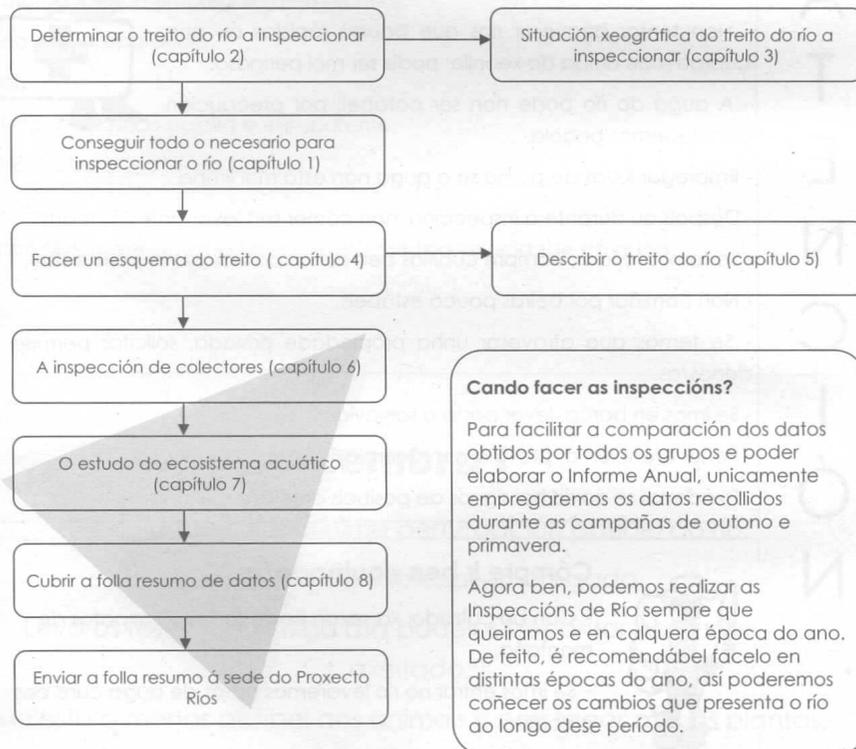 Determinar o treito do río a inspeccionar
(capítulo 2)
Situación xeográfica do treito do río a
inspeccionar (capítulo 3)
Conseguir todo o necesario para
inspeccionar o río (capítulo 1)
Facer un esquema do treito (capítulo 4)
Describir o treito do río (capítulo 5)
A inspección de colectores (capítulo 6)
O estudo do ecosistema acuático
(capítulo 7)
Cubrir a folla resumo de datos (capítulo 8)
Enviar a folla resumo á sede do Proxecto
Ríos
Cando facer as inspeccións?
Para facilitar a comparación dos datos
obtidos por todos os grupos e poder
elaborar o Informe Anual, unicamente
empregaremos os datos recollidos
durante as campañas de outono e
primavera.
Agora ben, podemos realizar as
Inspeccións de Río sempre que
queiramos e en calquera época do ano.
De feito, é recomendábel facelo en
distintas épocas do ano, así poderemos
coñecer os cambios que presenta o río
ao longo dese período.